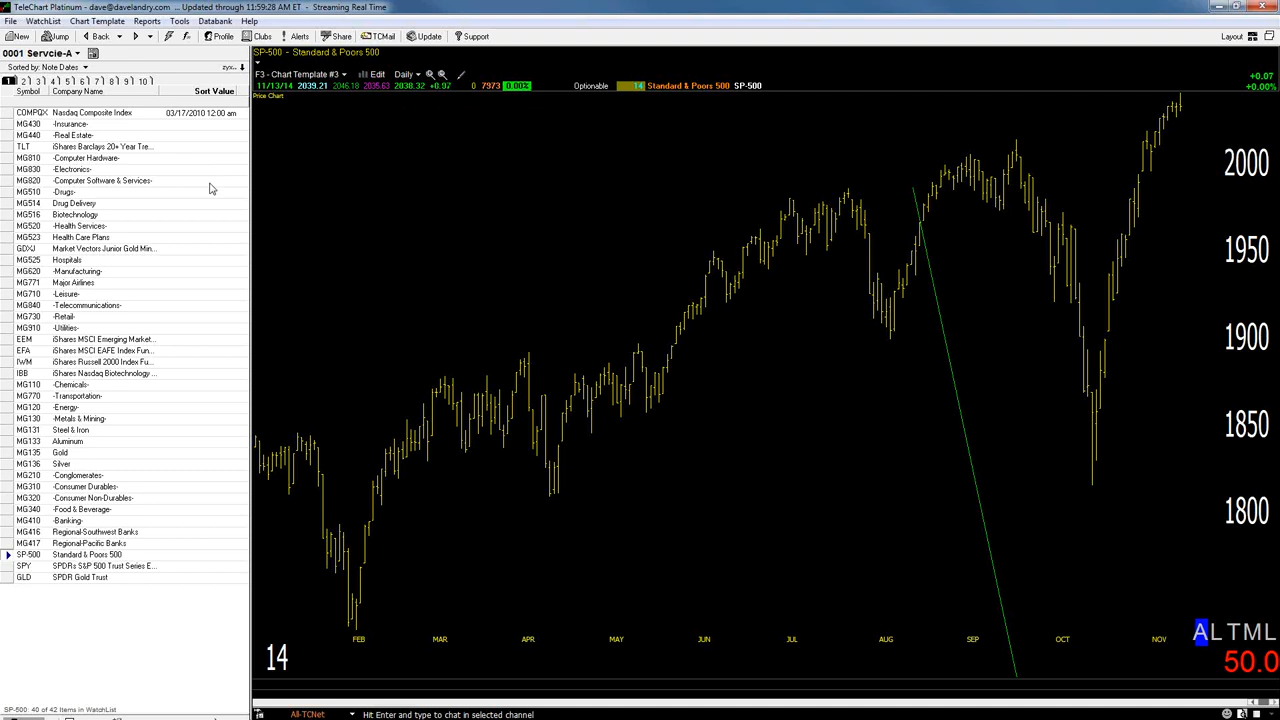 TeleChart Platinum - dave@davelandry.com ... Updated through 11:59:28 AM ET - Streaming Real Time
File WatchList Chart Template Reports Tools Databank Help
New Jump Back Profile Clubs Alerts Share TCMail Update Support Layout
0001 Servcie-A
Sorted by: Note Dates zyx..
1 2 3 4 5 6 7 8 9 10
Symbol Company Name Sort Value
COMPQX Nasdaq Composite Index 03/17/2010 12:00 am
MG430 -Insurance-
MG440 -Real Estate-
TLT iShares Barclays 20+ Year Tre...
MG810 -Computer Hardware-
MG830 -Electronics-
MG820 -Computer Software & Services-
MG510 -Drugs-
MG514 Drug Delivery
MG516 Biotechnology
MG520 -Health Services-
MG523 Health Care Plans
GDXJ Market Vectors Junior Gold Min...
MG525 Hospitals
MG620 -Manufacturing-
MG771 Major Airlines
MG710 -Leisure-
MG840 -Telecommunications-
MG730 -Retail-
MG910 -Utilities-
EEM iShares MSCI Emerging Market...
EFA iShares MSCI EAFE Index Fun...
IWM iShares Russell 2000 Index Fu...
IBB iShares Nasdaq Biotechnology ...
MG110 -Chemicals-
MG770 -Transportation-
MG120 -Energy-
MG130 -Metals & Mining-
MG131 Steel & Iron
MG133 Aluminum
MG135 Gold
MG136 Silver
MG210 -Conglomerates-
MG310 -Consumer Durables-
MG320 -Consumer Non-Durables-
MG340 -Food & Beverage-
MG410 -Banking-
MG416 Regional-Southwest Banks
MG417 Regional-Pacific Banks
SP-500 Standard & Poors 500
SPY SPDRs S&P 500 Trust Series E...
GLD SPDR Gold Trust
SP-500: 40 of 42 Items in WatchList
SP-500 - Standard & Poors 500
F3 - Chart Template #3 Edit Daily
+0.07
11/13/14 2039.21 2046.18 2035.63 2038.32 +0.97 0 7973 0.00% Optionable 14 Standard & Poors 500 SP-500
+0.00%
Price Chart
2000
1950
1900
1850
1800
FEB MAR APR MAY JUN JUL AUG SEP OCT NOV
14
ALTML
50.0
All-TCNet Hit Enter and type to chat in selected channel